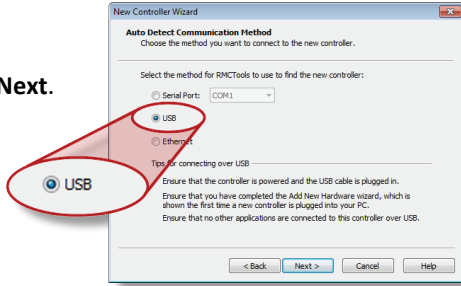 New Controller Wizard
Auto Detect Communication Method
Choose the method you want to connect to the new controller.
Next.
Select the method for RMCTools to use to find the new controller:
Serial Port: COM1
USB
Ethernet
Tips for connecting over USB
USB
Ensure that the controller is powered and the USB cable is plugged in.
Ensure that you have completed the Add New Hardware wizard, which is
shown the first time a new controller is plugged into your PC.
Ensure that no other applications are connected to this controller over USB.
< Back Next > Cancel Help